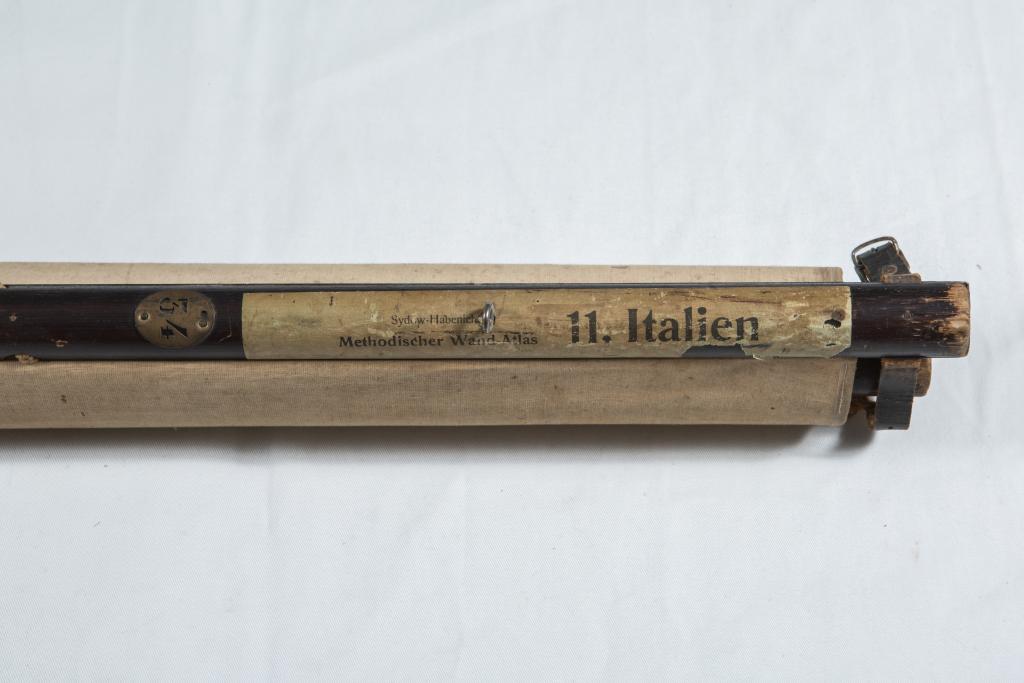 Sydow-Habenicht
Methodischer Wand-Atlas
11. Italien